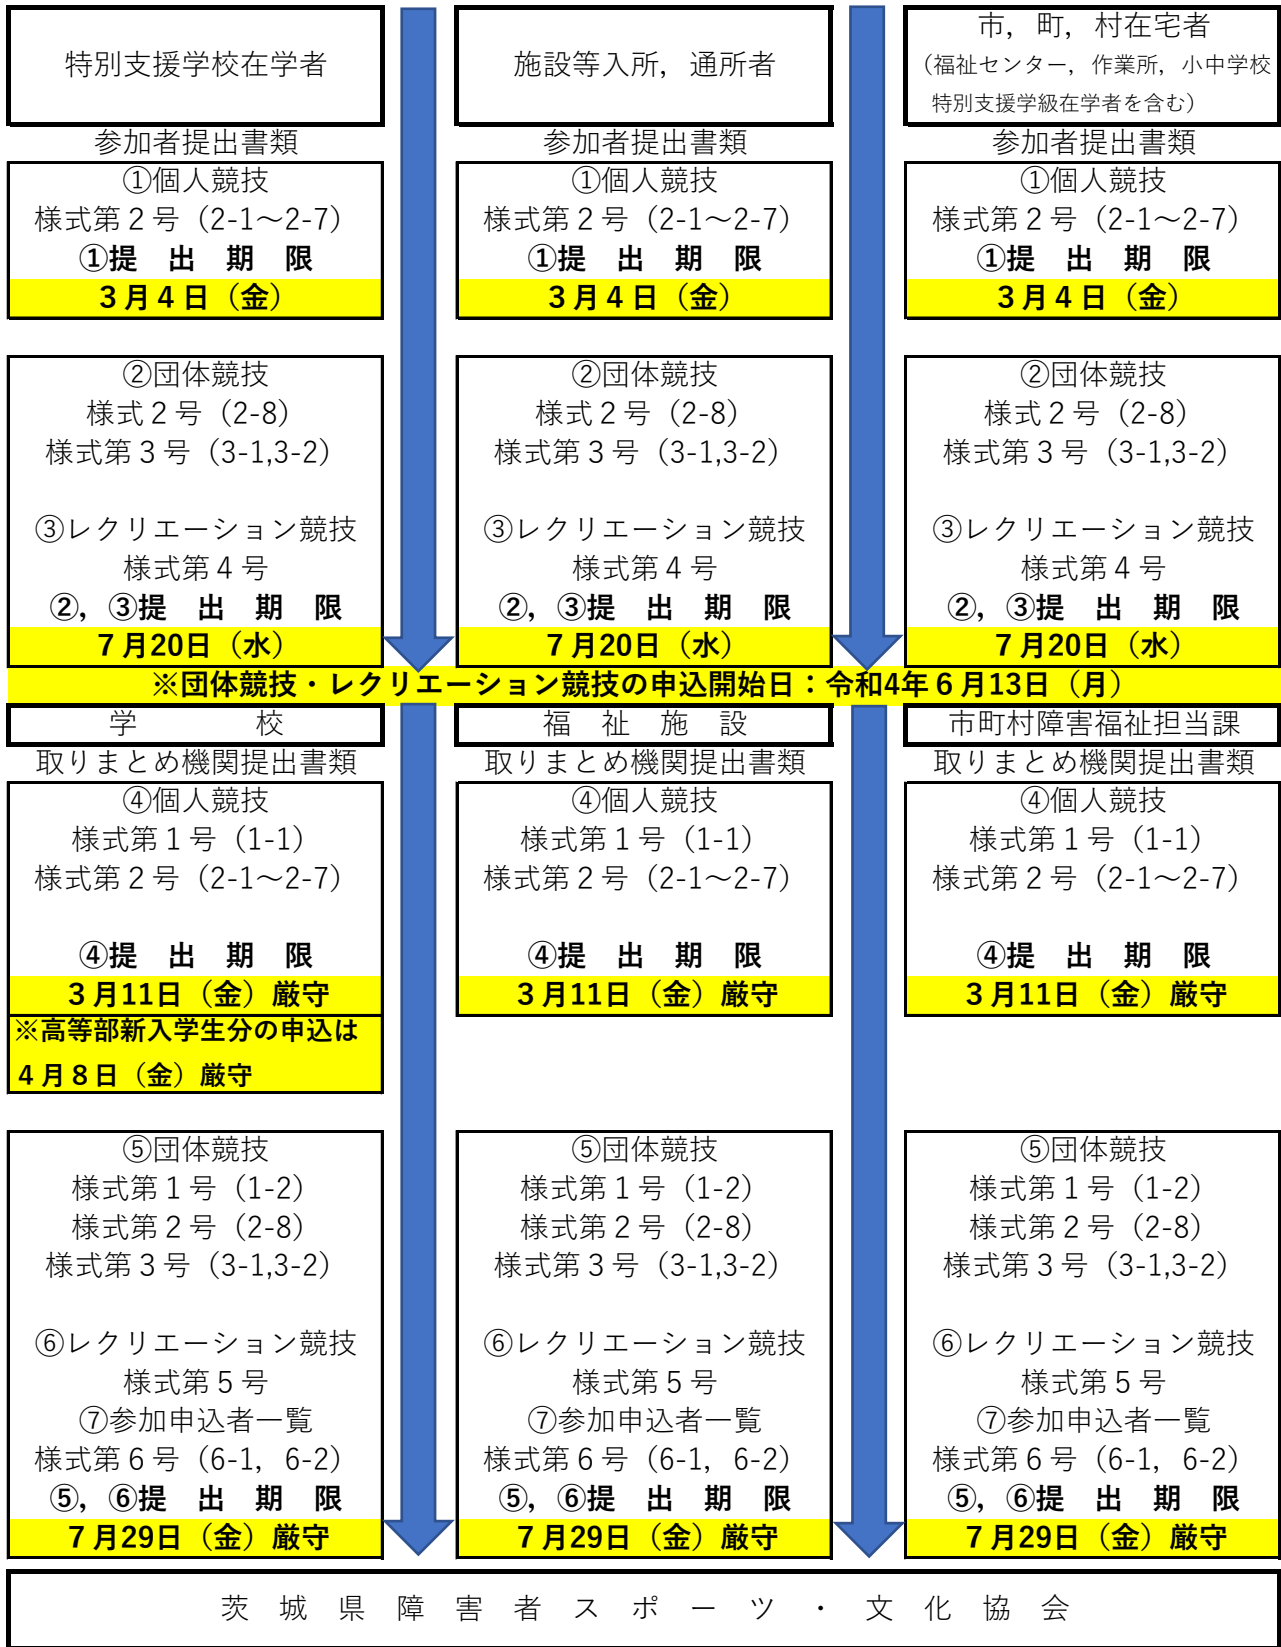 特別支援学校在学者
参加者提出書類
①個人競技
様式第２号（2-1～2-7）
①提　出　期　限
３月４日（金）
②団体競技
様式２号（2-8）
様式第３号（3-1,3-2）
③レクリエーション競技
様式第４号
②，③提　出　期　限
７月20日（水）
施設等入所，通所者
参加者提出書類
①個人競技
様式第２号（2-1～2-7）
①提　出　期　限
３月４日（金）
②団体競技
様式２号（2-8）
様式第３号（3-1,3-2）
③レクリエーション競技
様式第４号
②，③提　出　期　限
７月20日（水）
市，町，村在宅者
（福祉センター，作業所，小中学校
特別支援学級在学者を含む）
参加者提出書類
①個人競技
様式第２号（2-1～2-7）
①提　出　期　限
３月４日（金）
②団体競技
様式２号（2-8）
様式第３号（3-1,3-2）
③レクリエーション競技
様式第４号
②，③提　出　期　限
７月20日（水）
※団体競技・レクリエーション競技の申込開始日：令和4年６月13日（月）
学　　　　　校
取りまとめ機関提出書類
④個人競技
様式第１号（1-1）
様式第２号（2-1～2-7）
④提　出　期　限
３月11日（金）厳守
※高等部新入学生分の申込は
４月８日（金）厳守
⑤団体競技
様式第１号（1-2）
様式第２号（2-8）
様式第３号（3-1,3-2）
⑥レクリエーション競技
様式第５号
⑦参加申込者一覧
様式第６号（6-1，6-2）
⑤，⑥提　出　期　限
７月29日（金）厳守
福　祉　施　設
取りまとめ機関提出書類
④個人競技
様式第１号（1-1）
様式第２号（2-1～2-7）
④提　出　期　限
３月11日（金）厳守
⑤団体競技
様式第１号（1-2）
様式第２号（2-8）
様式第３号（3-1,3-2）
⑥レクリエーション競技
様式第５号
⑦参加申込者一覧
様式第６号（6-1，6-2）
⑤，⑥提　出　期　限
７月29日（金）厳守
市町村障害福祉担当課
取りまとめ機関提出書類
④個人競技
様式第１号（1-1）
様式第２号（2-1～2-7）
④提　出　期　限
３月11日（金）厳守
⑤団体競技
様式第１号（1-2）
様式第２号（2-8）
様式第３号（3-1,3-2）
⑥レクリエーション競技
様式第５号
⑦参加申込者一覧
様式第６号（6-1，6-2）
⑤，⑥提　出　期　限
７月29日（金）厳守
茨　城　県　障　害　者　ス　ポ　ー　ツ　・　文　化　協　会